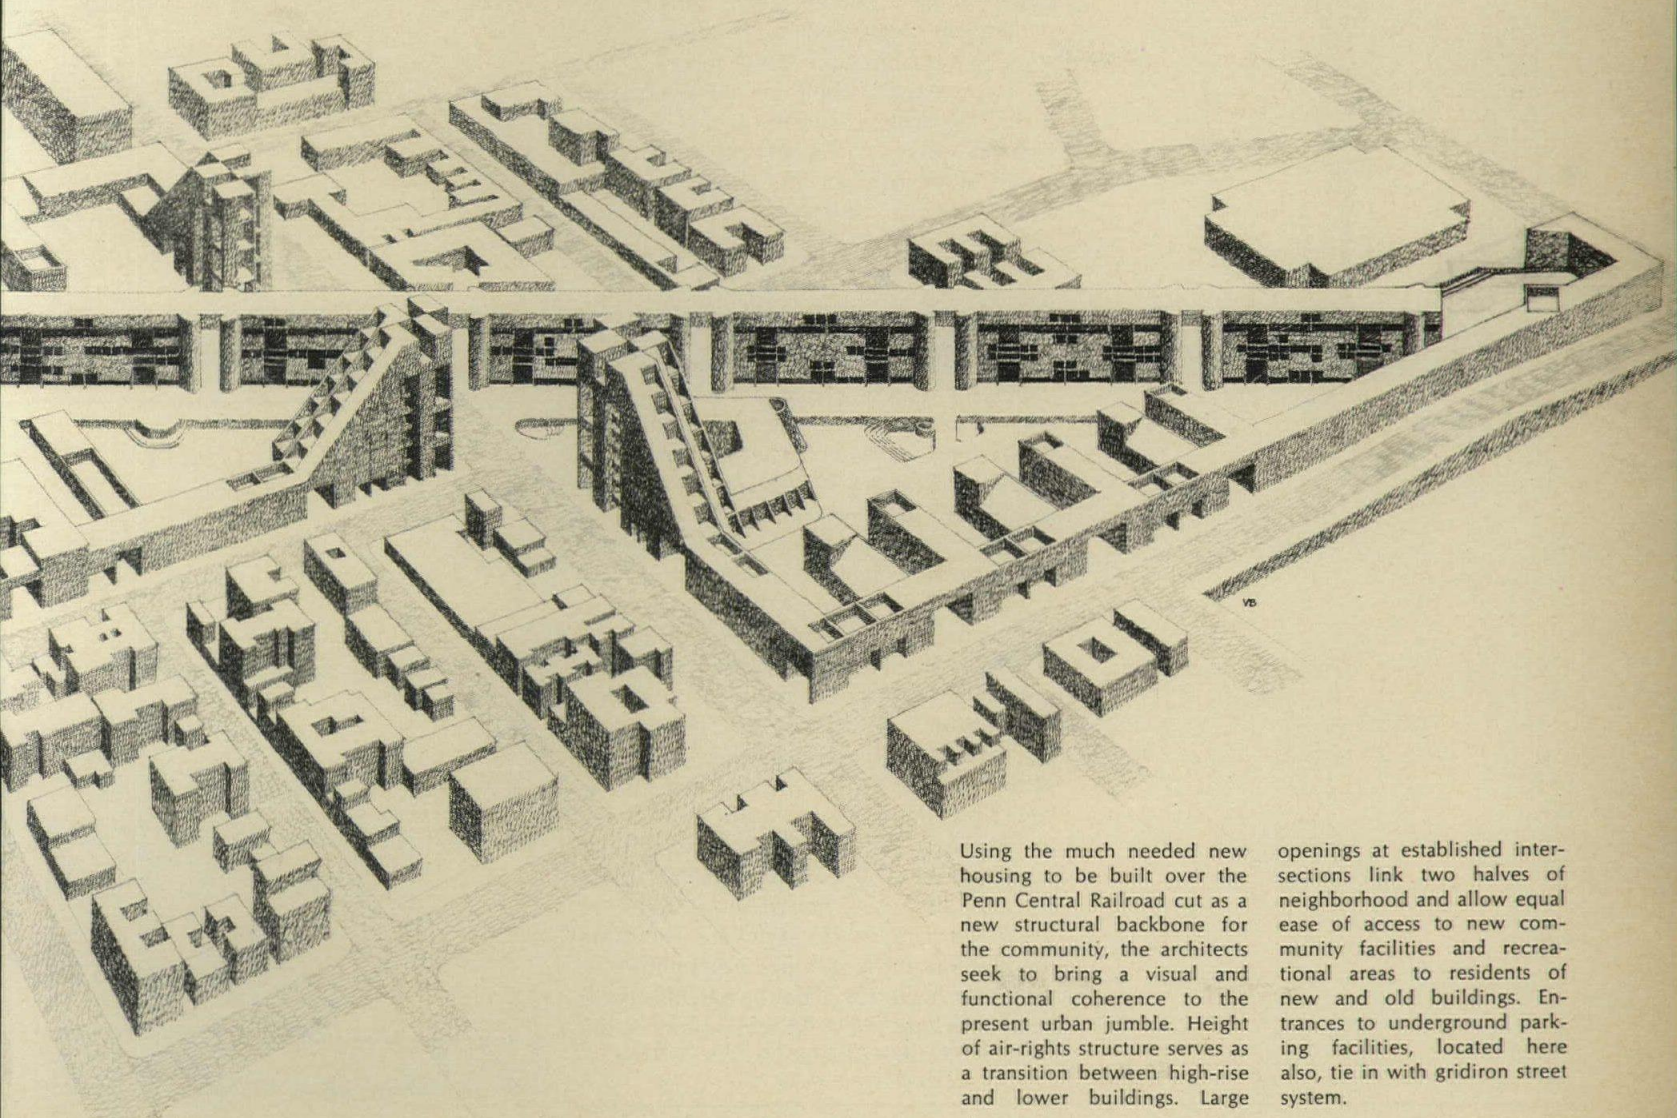 VB
Using the much needed new
housing to be built over the
Penn Central Railroad cut as a
new structural backbone for
the community, the architects
seek to bring a visual and
functional coherence to the
present urban jumble. Height
of air-rights structure serves as
a transition between high-rise
and lower buildings. Large
openings at established inter-
sections link two halves of
neighborhood and allow equal
ease of access to new com-
munity facilities and recrea-
tional areas to residents of
new and old buildings. En-
trances to underground park-
ing facilities, located here
also, tie in with gridiron street
system.